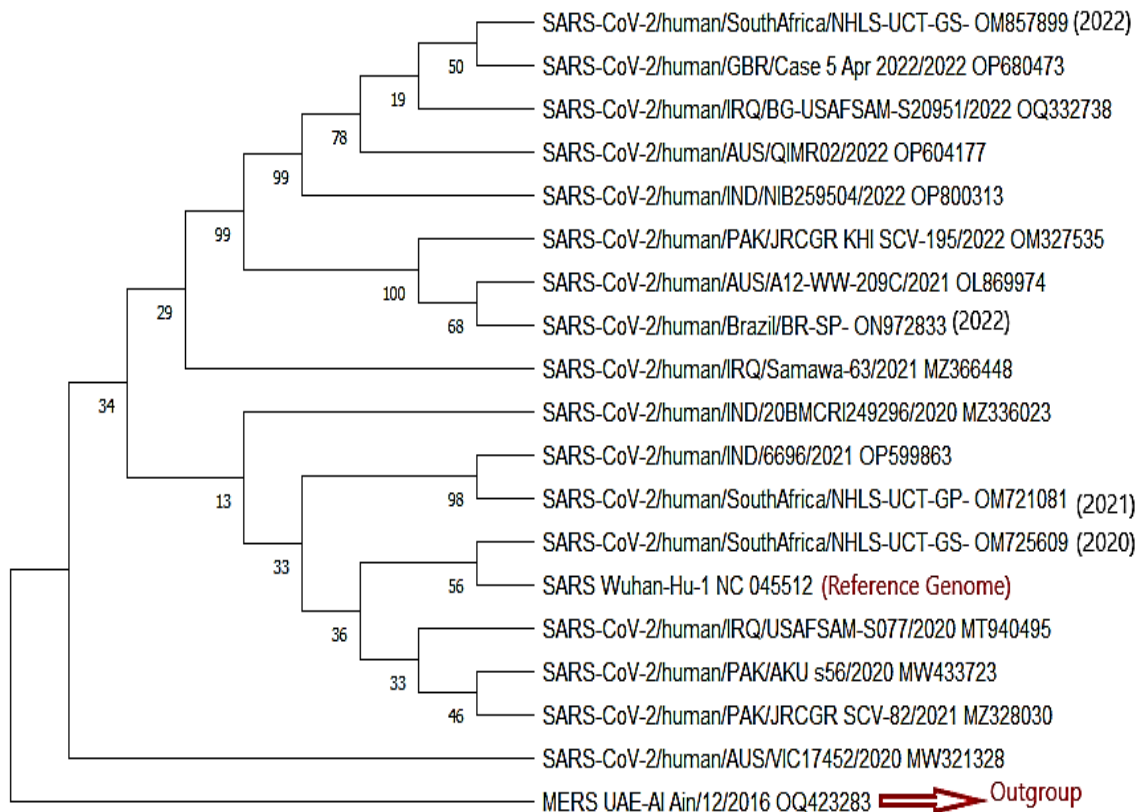 SARS-CoV-2/human/SouthAfrica/NHLS-UCT-GS- OM857899 (2022)
50
SARS-CoV-2/human/GBR/Case 5 Apr 2022/2022 OP680473
19
SARS-CoV-2/human/IRQ/BG-USAFSAM-S20951/2022 OQ332738
78
SARS-CoV-2/human/AUS/QIMR02/2022 OP604177
99
SARS-CoV-2/human/IND/NIB259504/2022 OP800313
99
SARS-CoV-2/human/PAK/JRCGR KHI SCV-195/2022 OM327535
100
SARS-CoV-2/human/AUS/A12-WW-209C/2021 OL869974
68
SARS-CoV-2/human/Brazil/BR-SP- ON972833 (2022)
29
SARS-CoV-2/human/IRQ/Samawa-63/2021 MZ366448
34
SARS-CoV-2/human/IND/20BMCRI249296/2020 MZ336023
13
SARS-CoV-2/human/IND/6696/2021 OP599863
98
SARS-CoV-2/human/SouthAfrica/NHLS-UCT-GP- OM721081 (2021)
33
SARS-CoV-2/human/SouthAfrica/NHLS-UCT-GS- OM725609 (2020)
56
SARS Wuhan-Hu-1 NC 045512 (Reference Genome)
36
SARS-CoV-2/human/IRQ/USAFSAM-S077/2020 MT940495
33
SARS-CoV-2/human/PAK/AKU s56/2020 MW433723
46
SARS-CoV-2/human/PAK/JRCGR SCV-82/2021 MZ328030
SARS-CoV-2/human/AUS/VIC17452/2020 MW321328
MERS UAE-Al Ain/12/2016 OQ423283 Outgroup